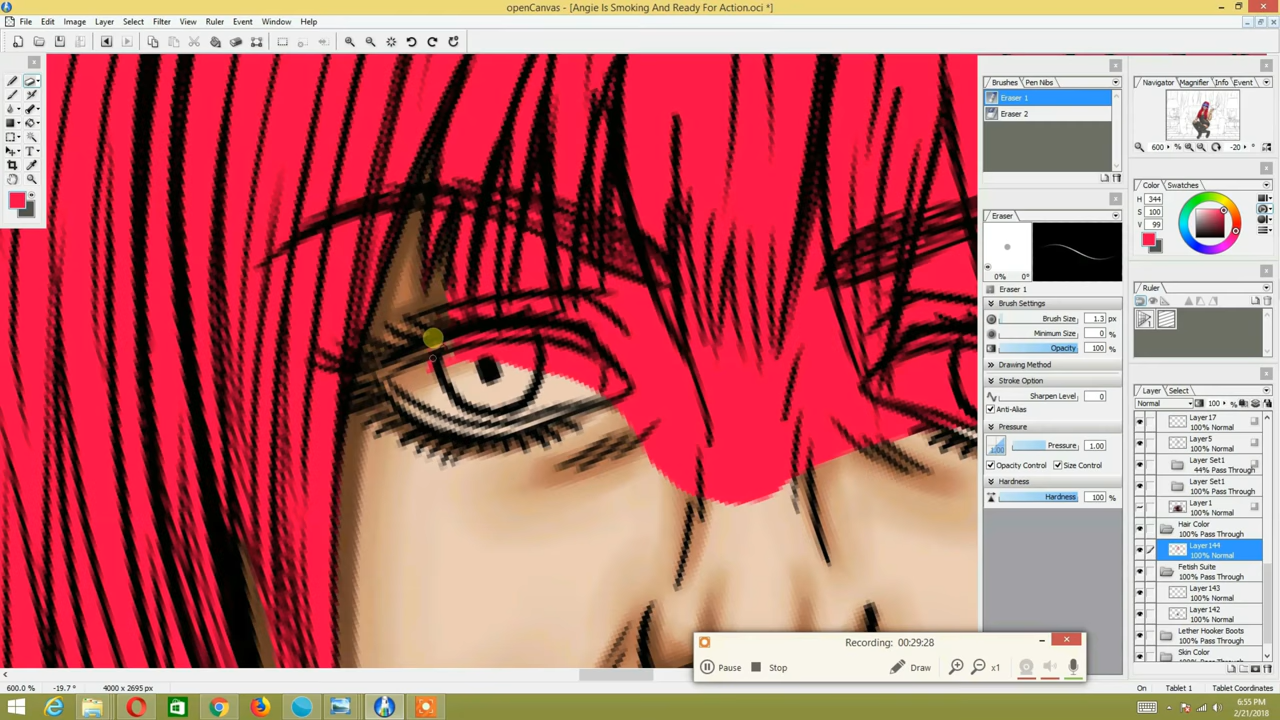 openCanvas - [Angie Is Smoking And Ready For Action.oci *]
File Edit Image Layer Select Filter View Ruler Event Window Help
Brushes Pen Nibs
Eraser 1
Eraser 2
Eraser
0% 0°
Eraser 1
Brush Settings
Brush Size 1.3 px
Minimum Size 0 %
Opacity 100 %
Drawing Method
Stroke Option
Sharpen Level 0
Anti-Alias
Pressure
1.00 Pressure 1.00
Opacity Control Size Control
Hardness
Hardness 100 %
Navigator Magnifier Info Event
600 % -20 °
Color Swatches
H 344
S 100
V 99
Ruler
Layer Select
Normal 100 %
Layer17
100% Normal
Layer5
100% Normal
Layer Set1
44% Pass Through
Layer Set1
100% Pass Through
Layer1
100% Normal
Hair Color
100% Pass Through
Layer144
100% Normal
Fetish Suite
100% Pass Through
Layer143
100% Normal
Layer142
100% Normal
Lether Hooker Boots
100% Pass Through
Skin Color
100% Pass Through
Recording: 00:29:28
Pause Stop Draw x1
600.0 % -19.7 ° 4000 x 2695 px
On Tablet 1 Tablet Coordinates
6:55 PM
2/21/2018